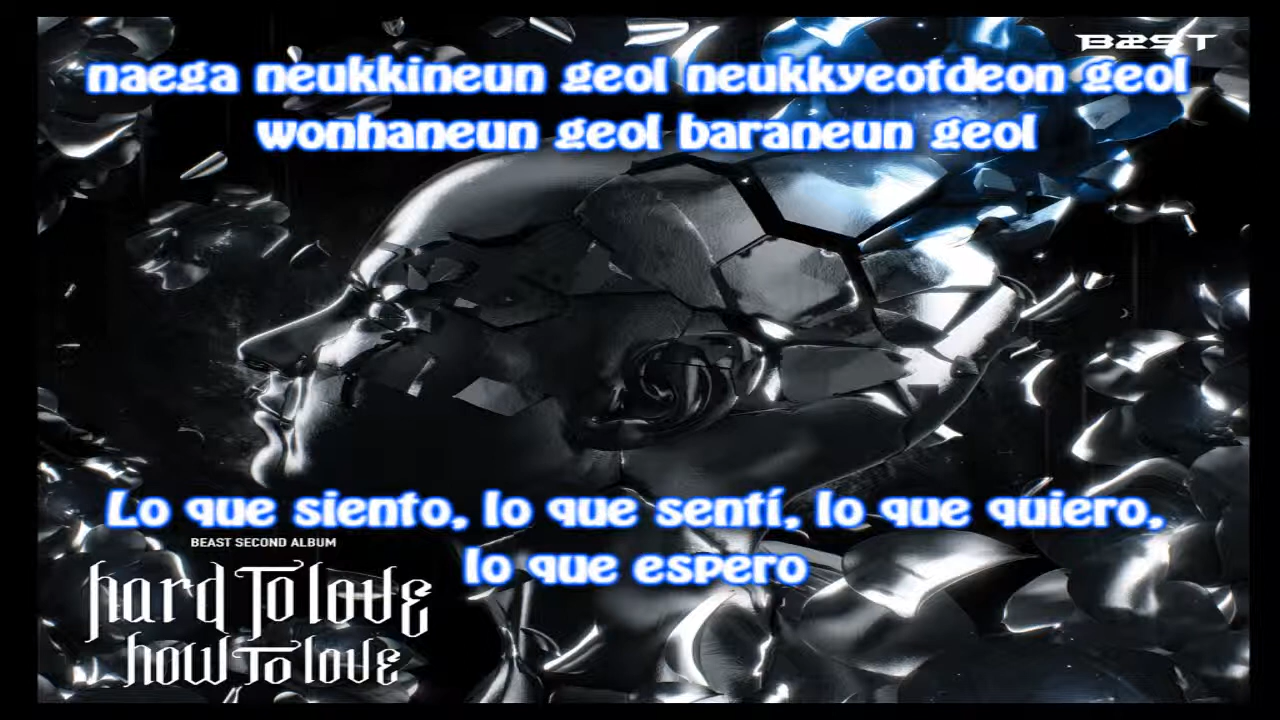 B2ST
naega neukkineun geol neukkyeotdeon geol
wonhaneun geol baraneun geol
Lo que siento, lo que sentí, lo que quiero,
lo que espero
BEAST SECOND ALBUM
hard To love
how To love